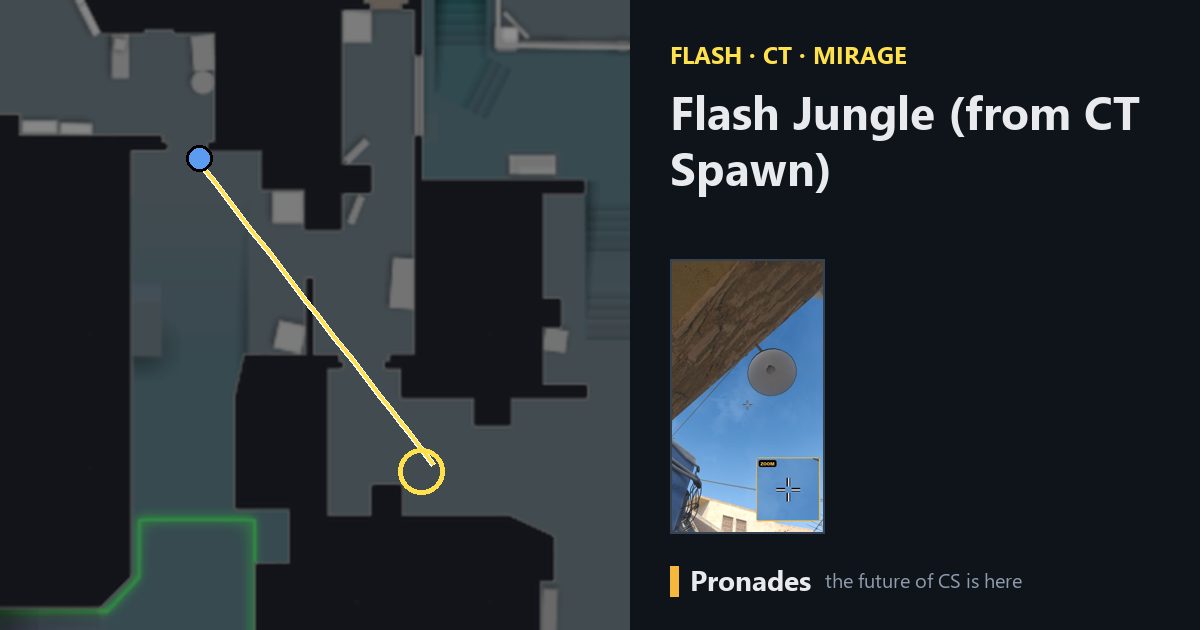 FLASH · CT · MIRAGE
Flash Jungle (from CT
Spawn)
ZOOM
Pronades the future of CS is here